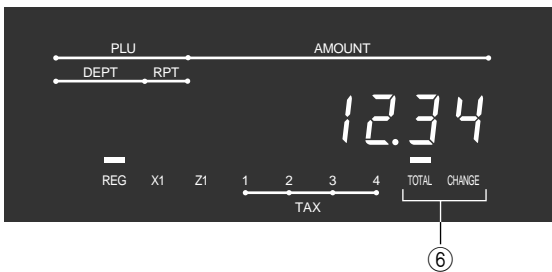 PLU AMOUNT
DEPT RPT
12.34
REG X1 Z1 1 2 3 4 TOTAL CHANGE
TAX
⑥